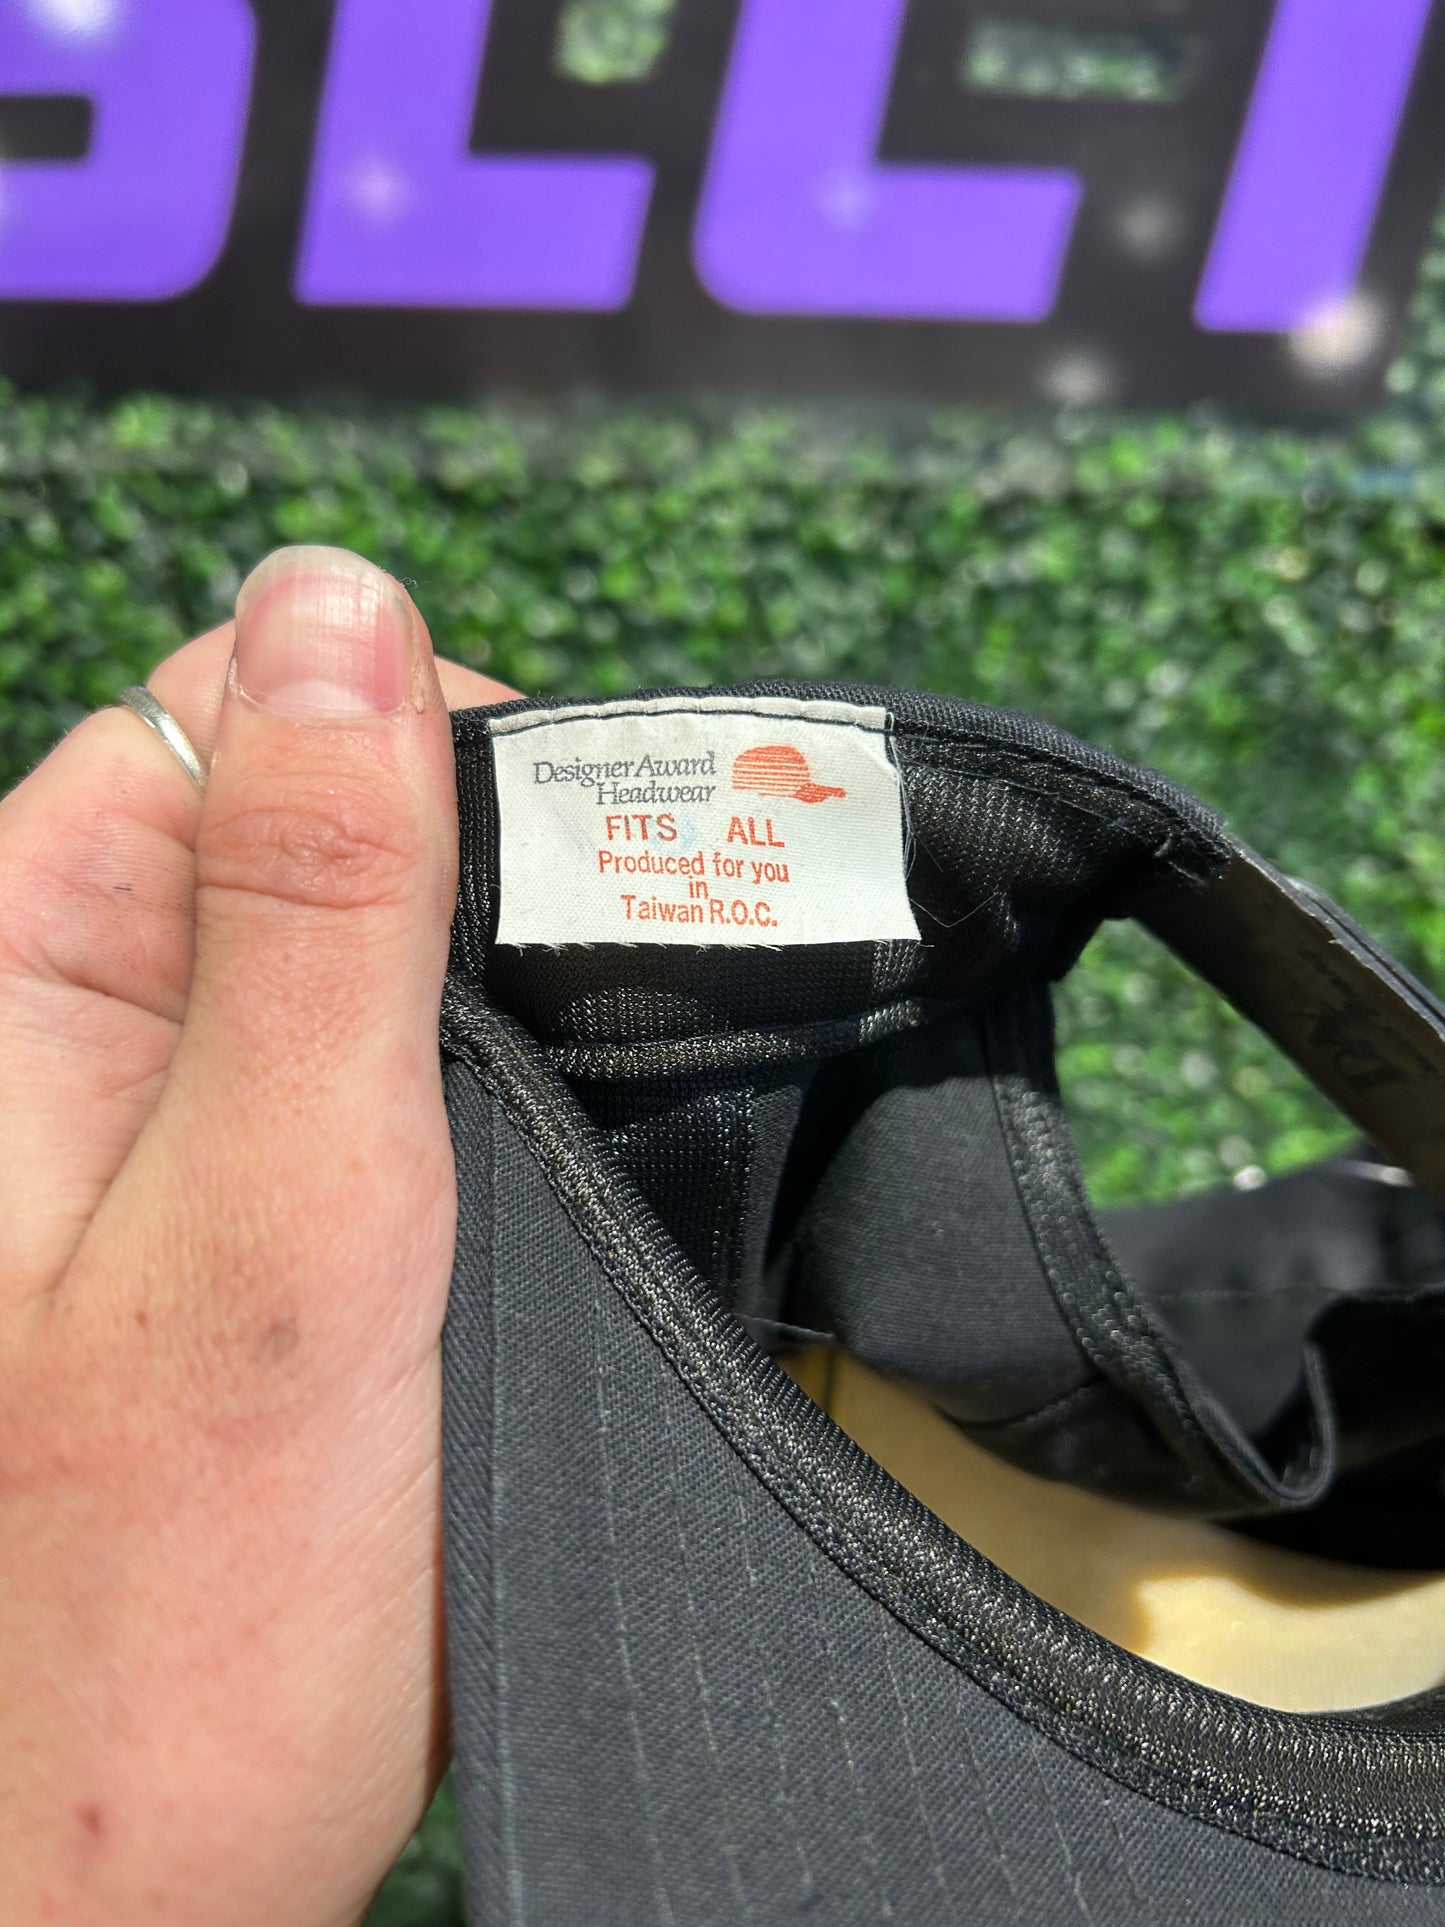 Designer Award
Headwear
FITS ALL
Produced for you
in
Taiwan R.O.C.